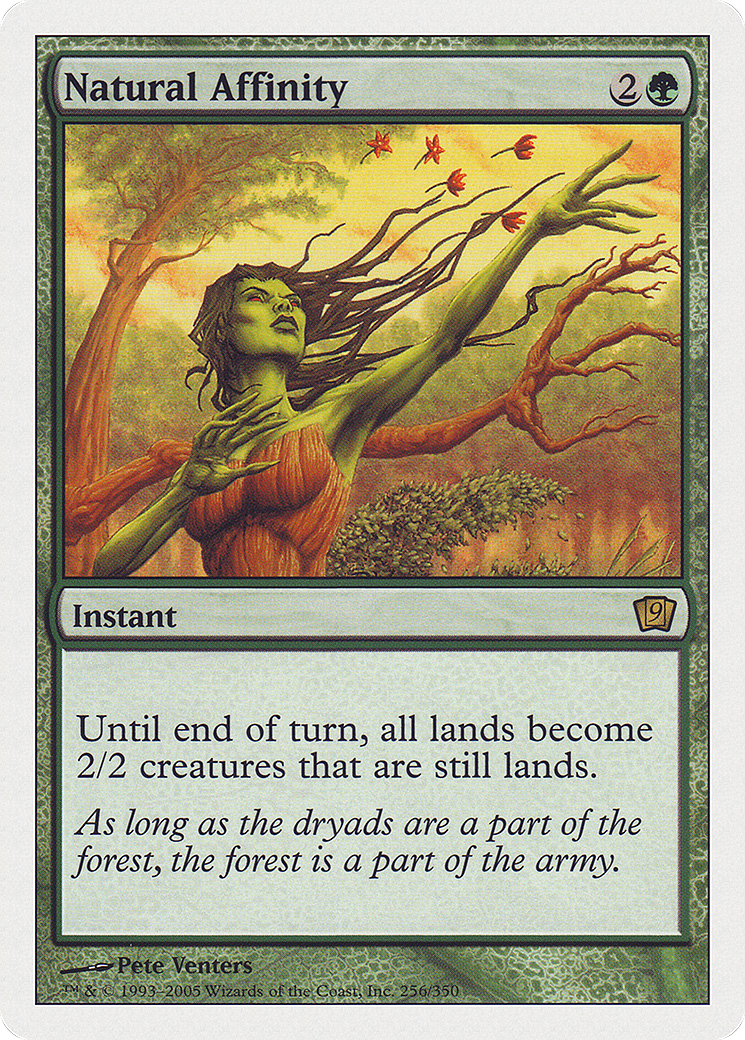 Natural Affinity 2
Instant 9
Until end of turn, all lands become
2/2 creatures that are still lands.
As long as the dryads are a part of the
forest, the forest is a part of the army.
Pete Venters
™ & © 1993–2005 Wizards of the Coast, Inc. 256/350